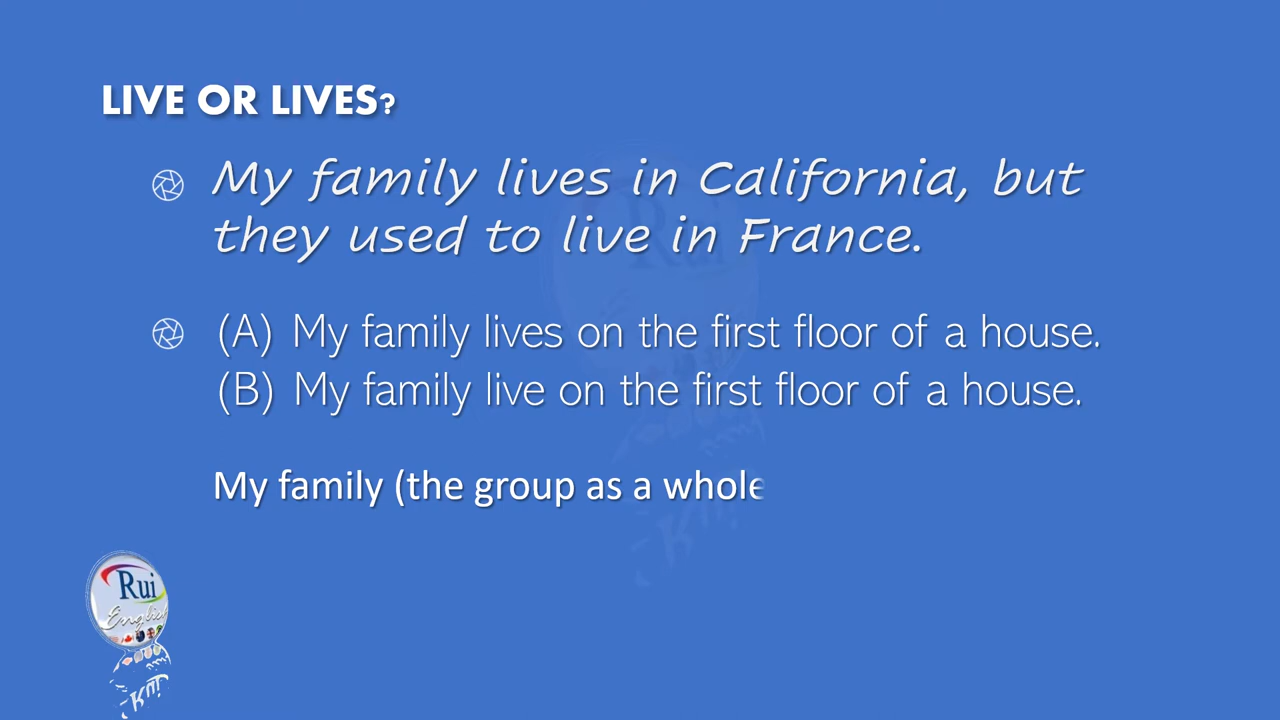 LIVE OR LIVES?
My family lives in California, but
they used to live in France.
(A) My family lives on the first floor of a house.
(B) My family live on the first floor of a house.
My family (the group as a whole
Rui
English